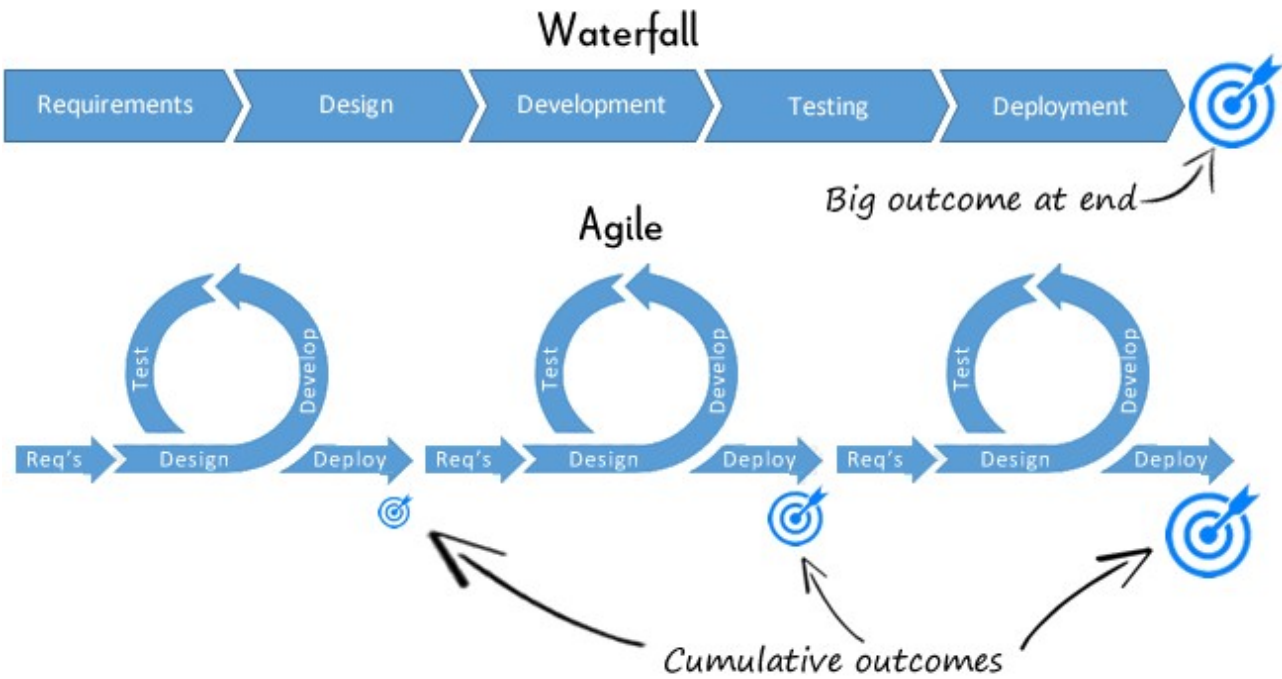 Waterfall
Requirements
Design
Development
Testing
Deployment
Big outcome at end
Agile
Test
Develop
Req's
Design
Deploy
Test
Develop
Req's
Design
Deploy
Test
Develop
Req's
Design
Deploy
Cumulative outcomes